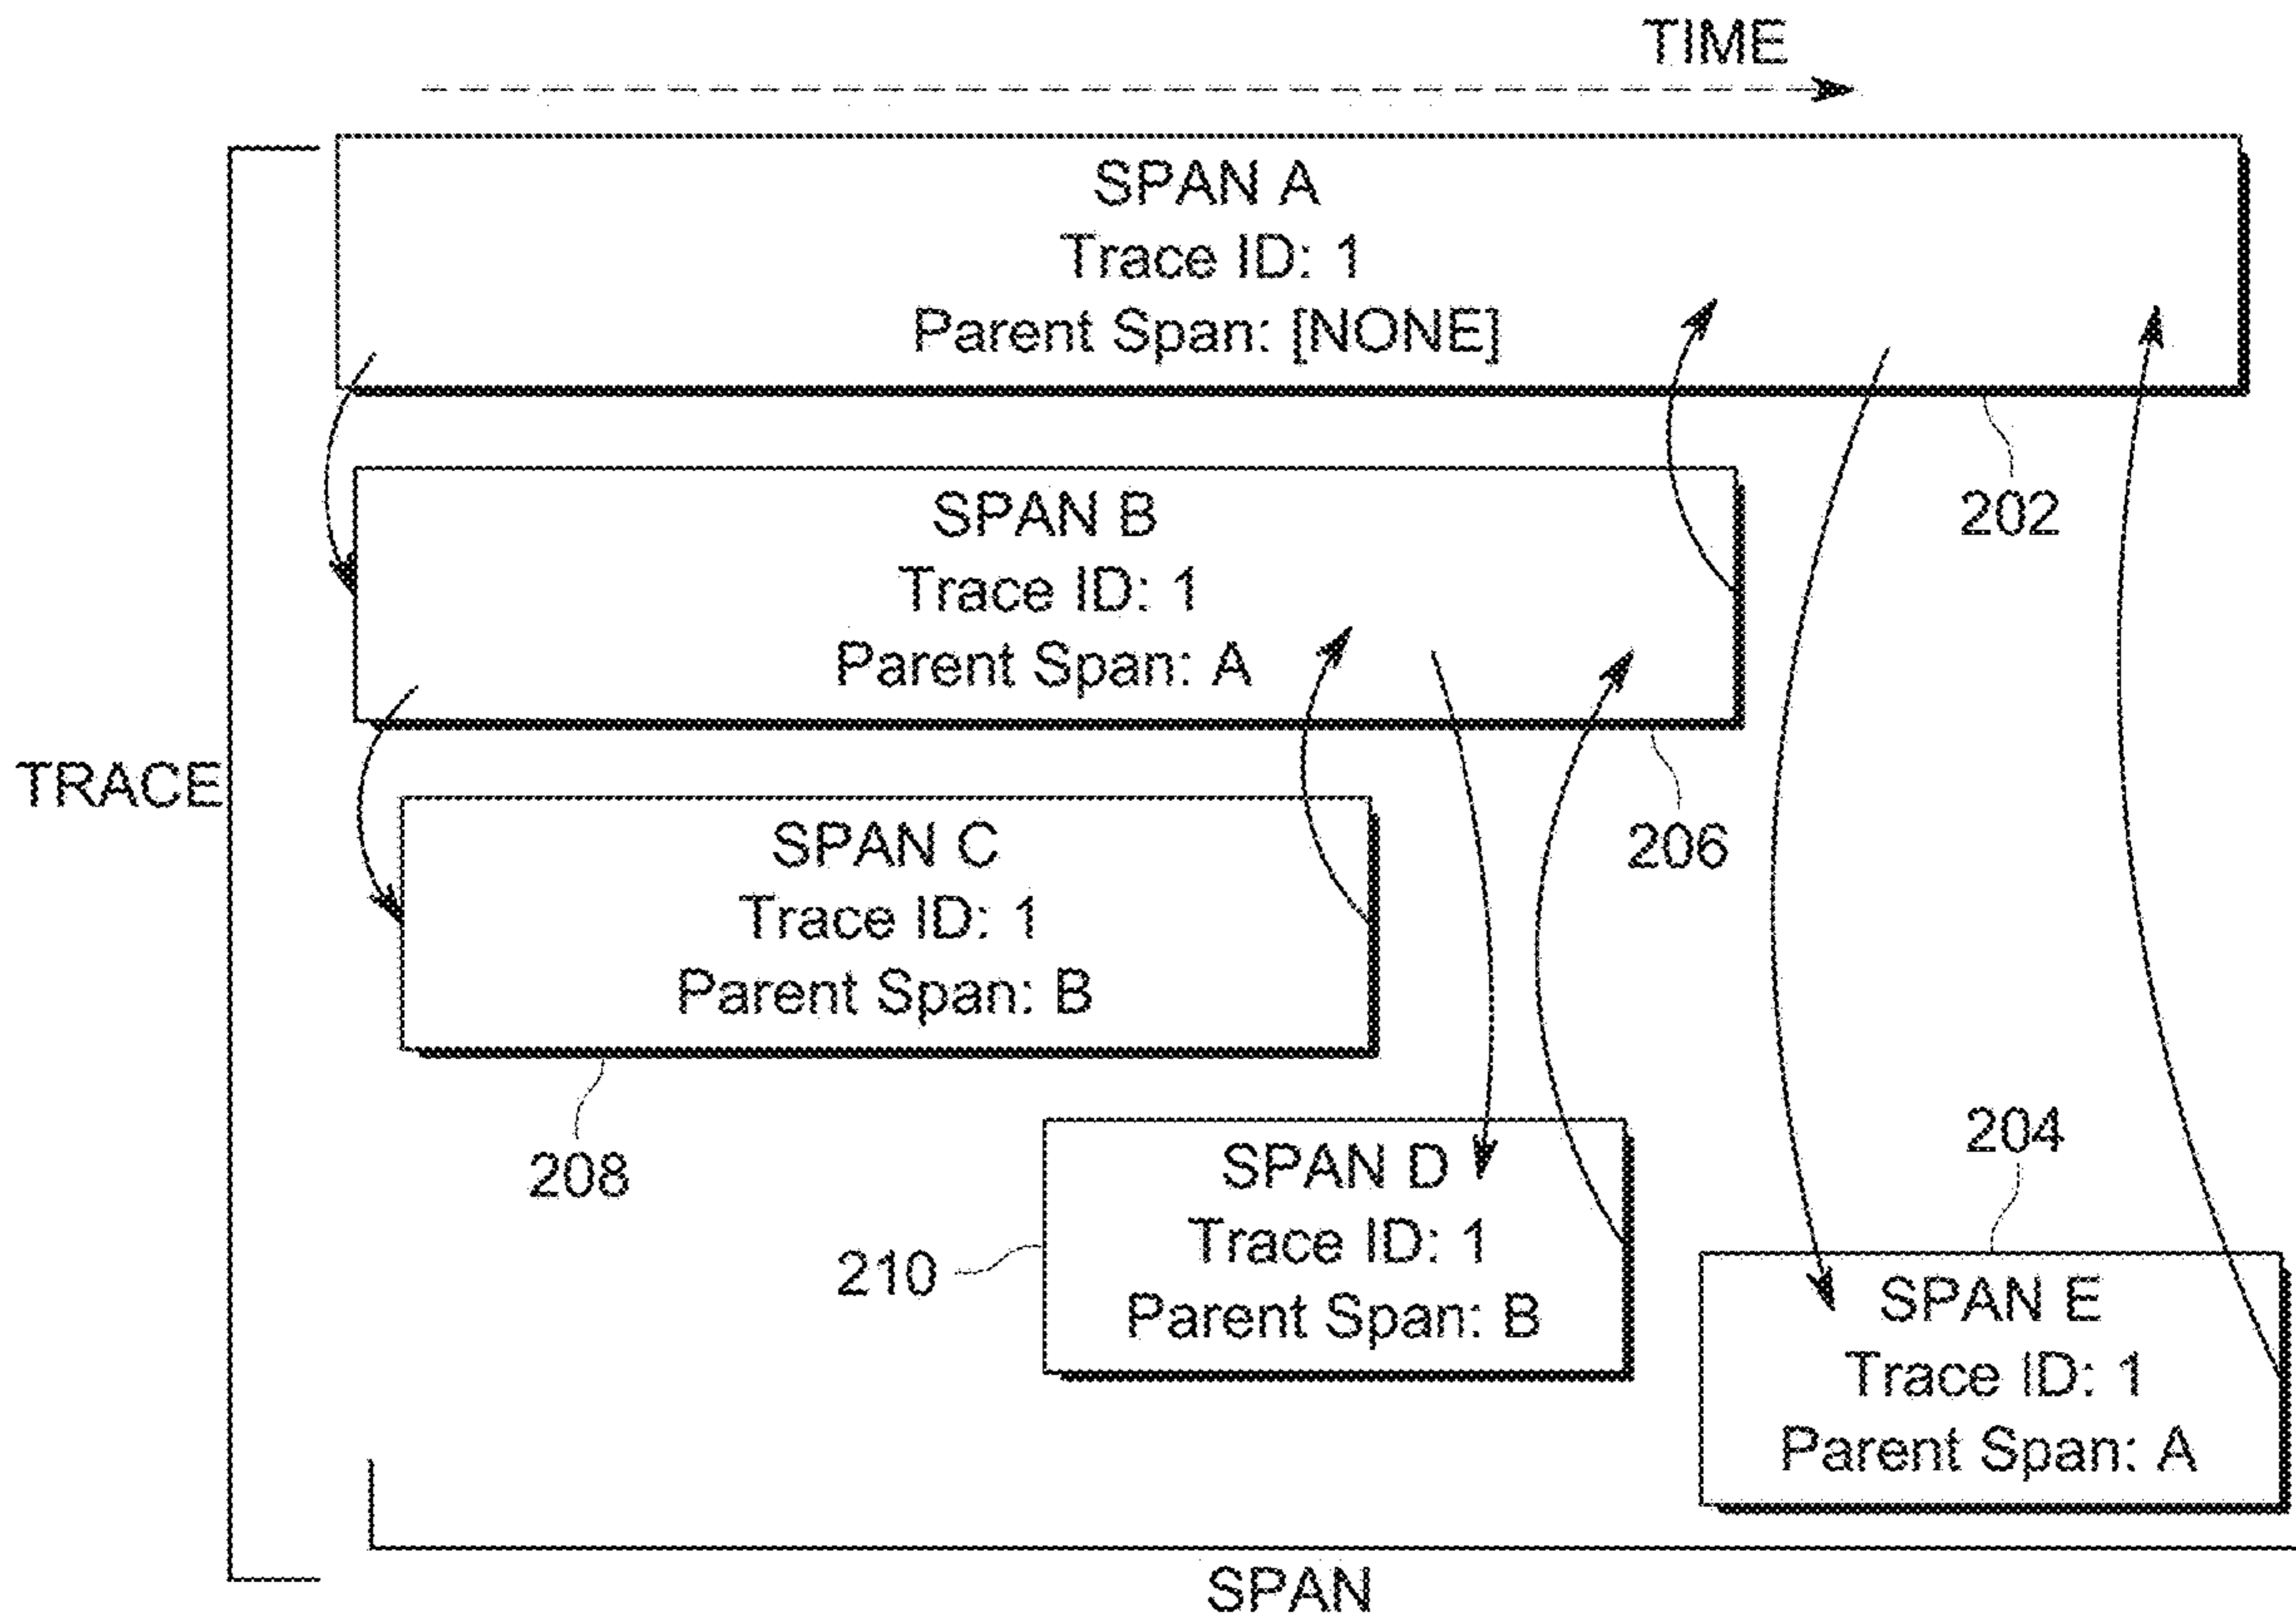 TIME
SPAN A
Trace ID: 1
Parent Span: [NONE]
202
SPAN B
Trace ID: 1
Parent Span: A
206
TRACE
SPAN C
Trace ID: 1
Parent Span: B
208
SPAN D
Trace ID: 1
Parent Span: B
210
204
SPAN E
Trace ID: 1
Parent Span: A
SPAN